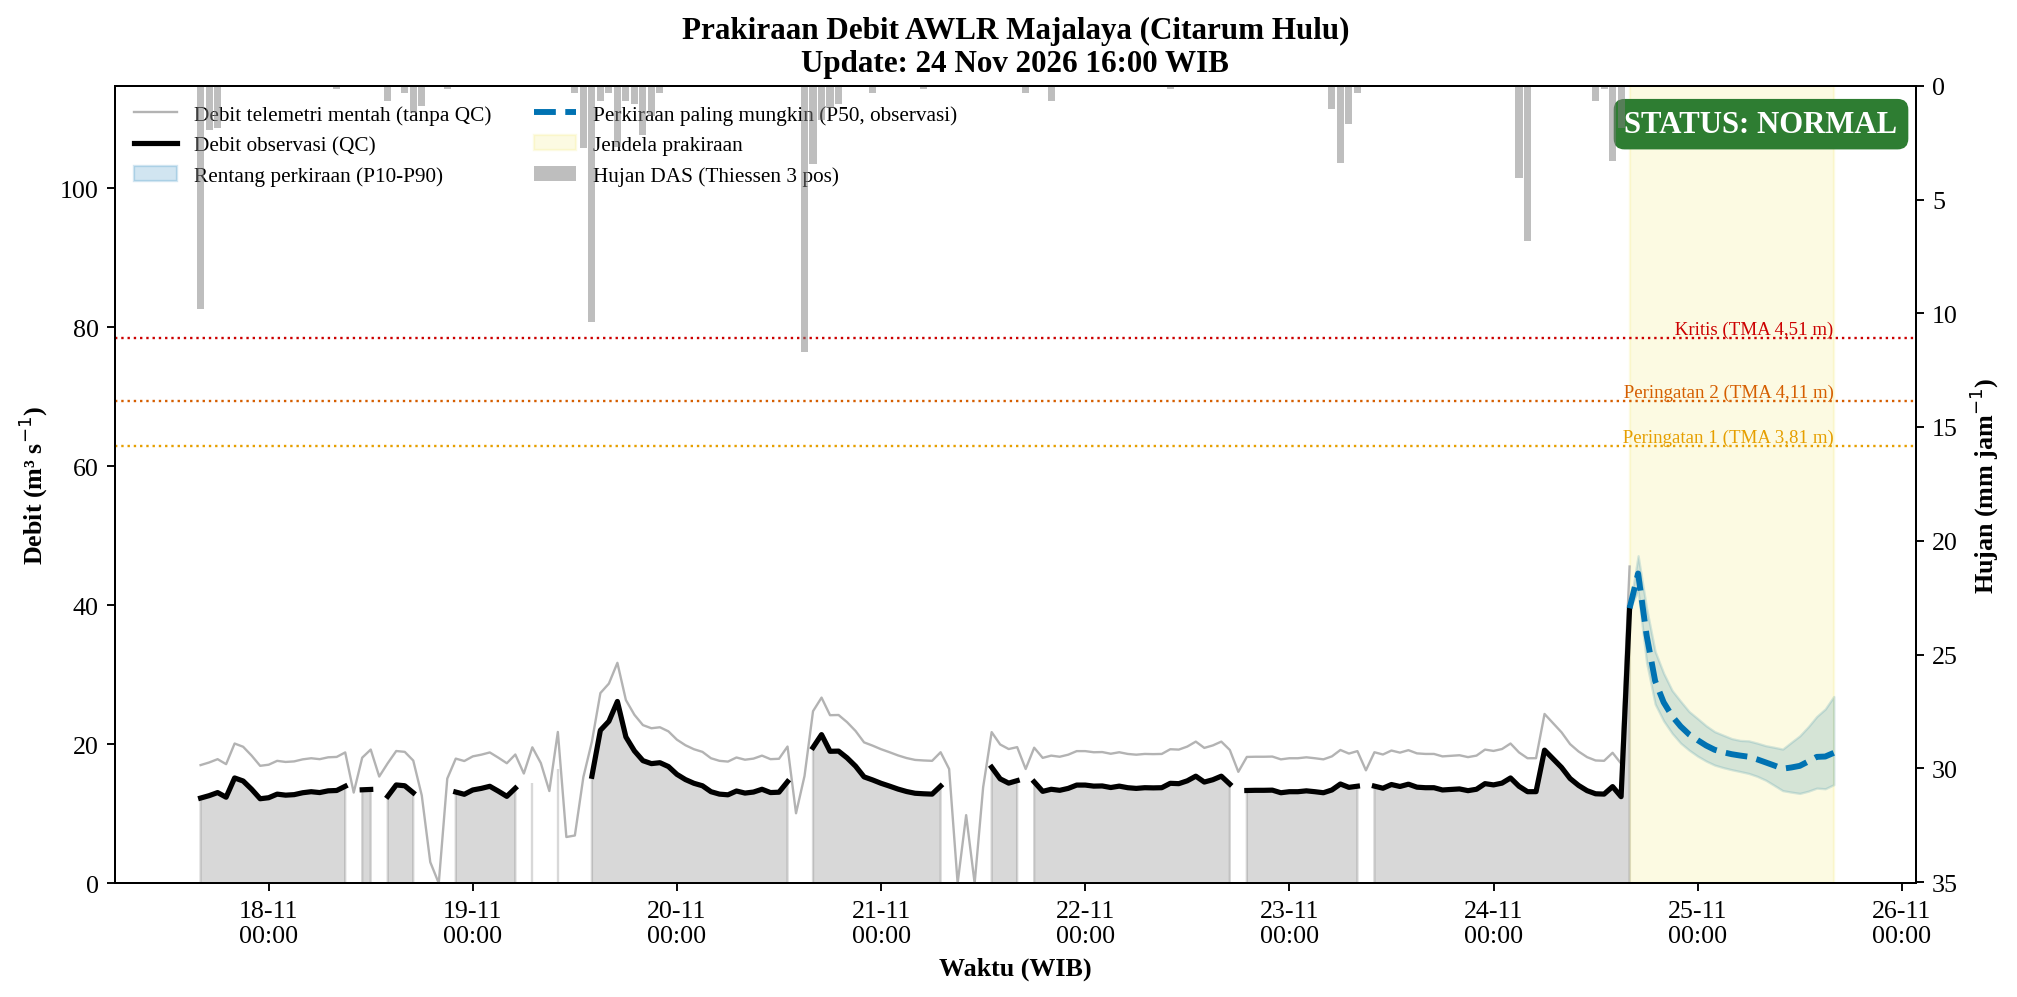 Prakiraan Debit AWLR Majalaya (Citarum Hulu)
Update: 24 Nov 2026 16:00 WIB
Debit telemetri mentah (tanpa QC)
Debit observasi (QC)
Rentang perkiraan (P10-P90)
Perkiraan paling mungkin (P50, observasi)
Jendela prakiraan
Hujan DAS (Thiessen 3 pos)
STATUS: NORMAL
Kritis (TMA 4,51 m)
Peringatan 2 (TMA 4,11 m)
Peringatan 1 (TMA 3,81 m)
Debit (m³ s⁻¹)
100
80
60
40
20
0
Hujan (mm jam⁻¹)
0
5
10
15
20
25
30
35
18-11
00:00
19-11
00:00
20-11
00:00
21-11
00:00
22-11
00:00
23-11
00:00
24-11
00:00
25-11
00:00
26-11
00:00
Waktu (WIB)